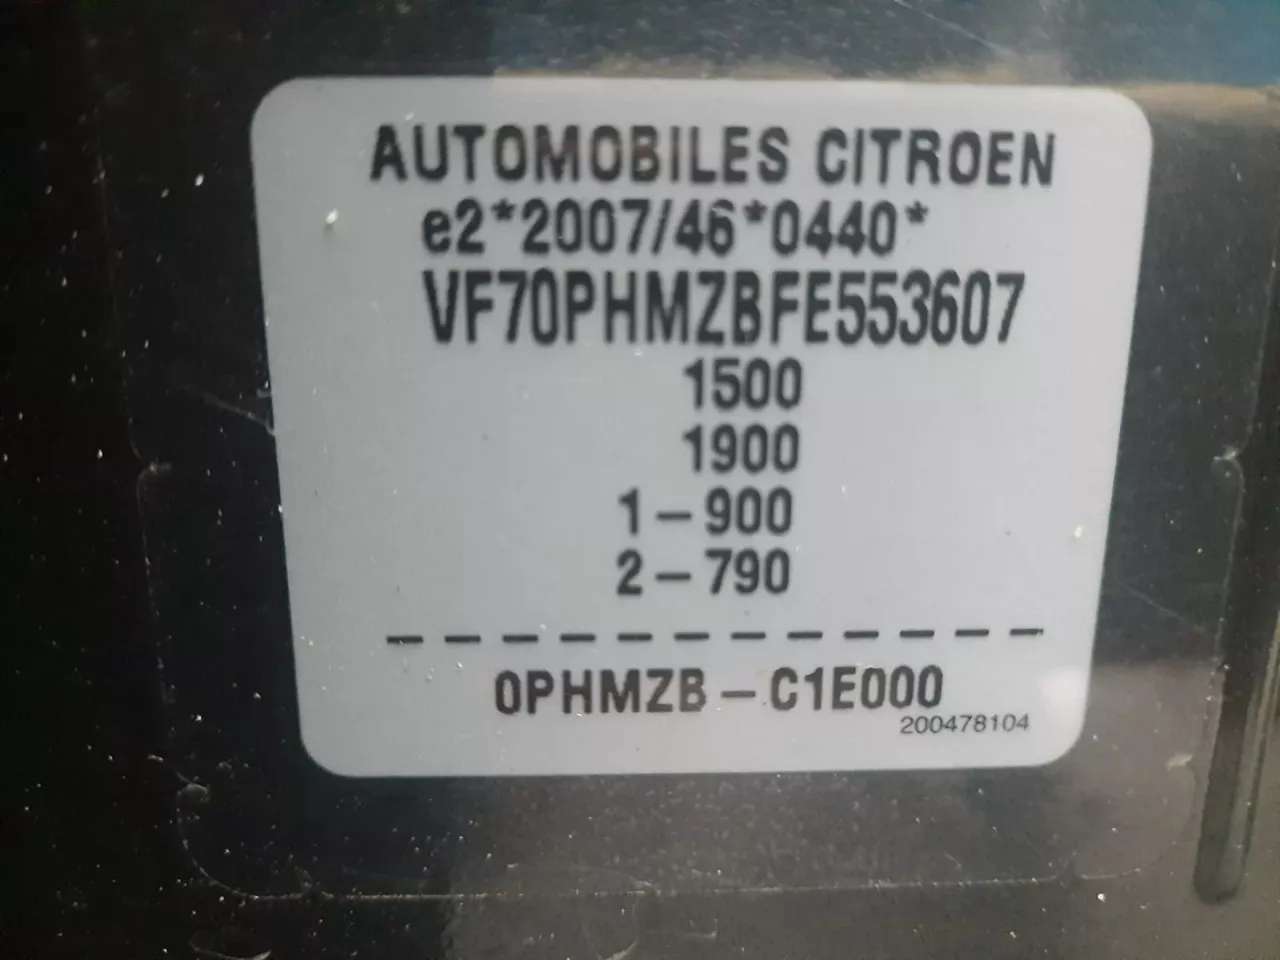 AUTOMOBILES CITROEN
e2*2007/46*0440*
VF70PHMZBFE553607
1500
1900
1-900
2-790
0PHMZB-C1E000
200478104